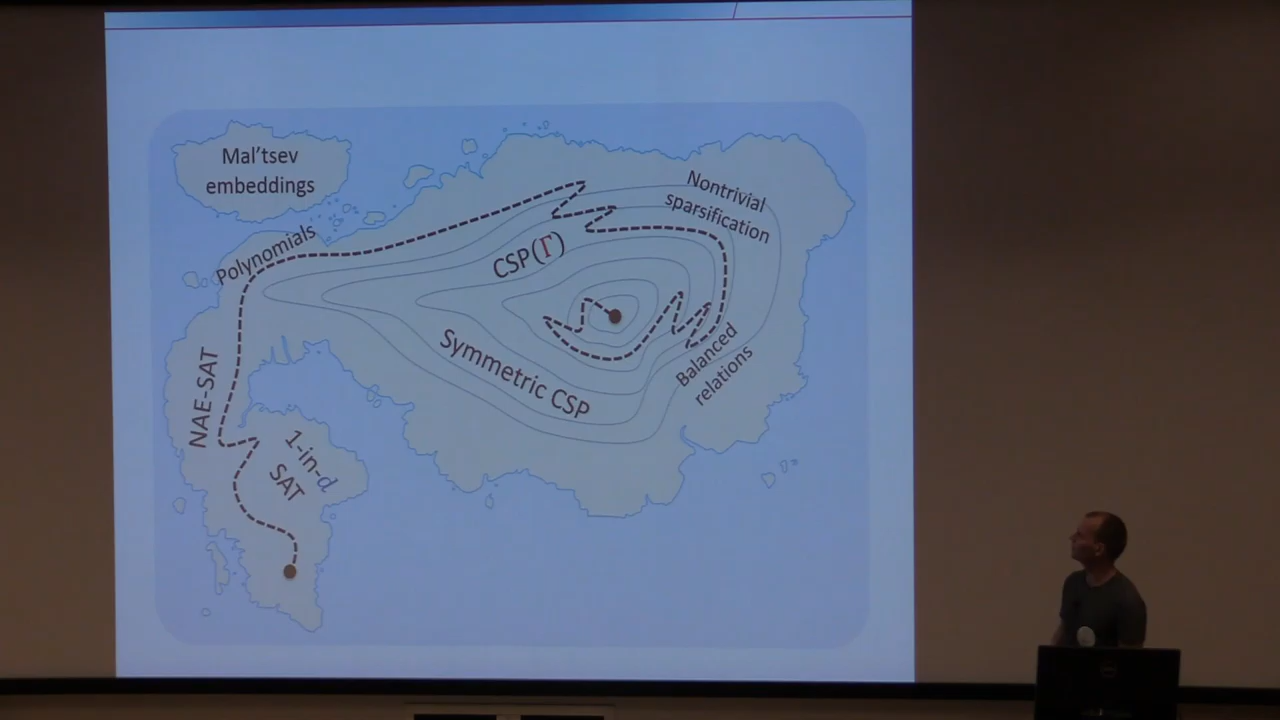 Mal'tsev
embeddings
Polynomials
Nontrivial
sparsification
CSP(Γ)
Symmetric CSP
Balanced
relations
NAE-SAT
1-in-d
SAT